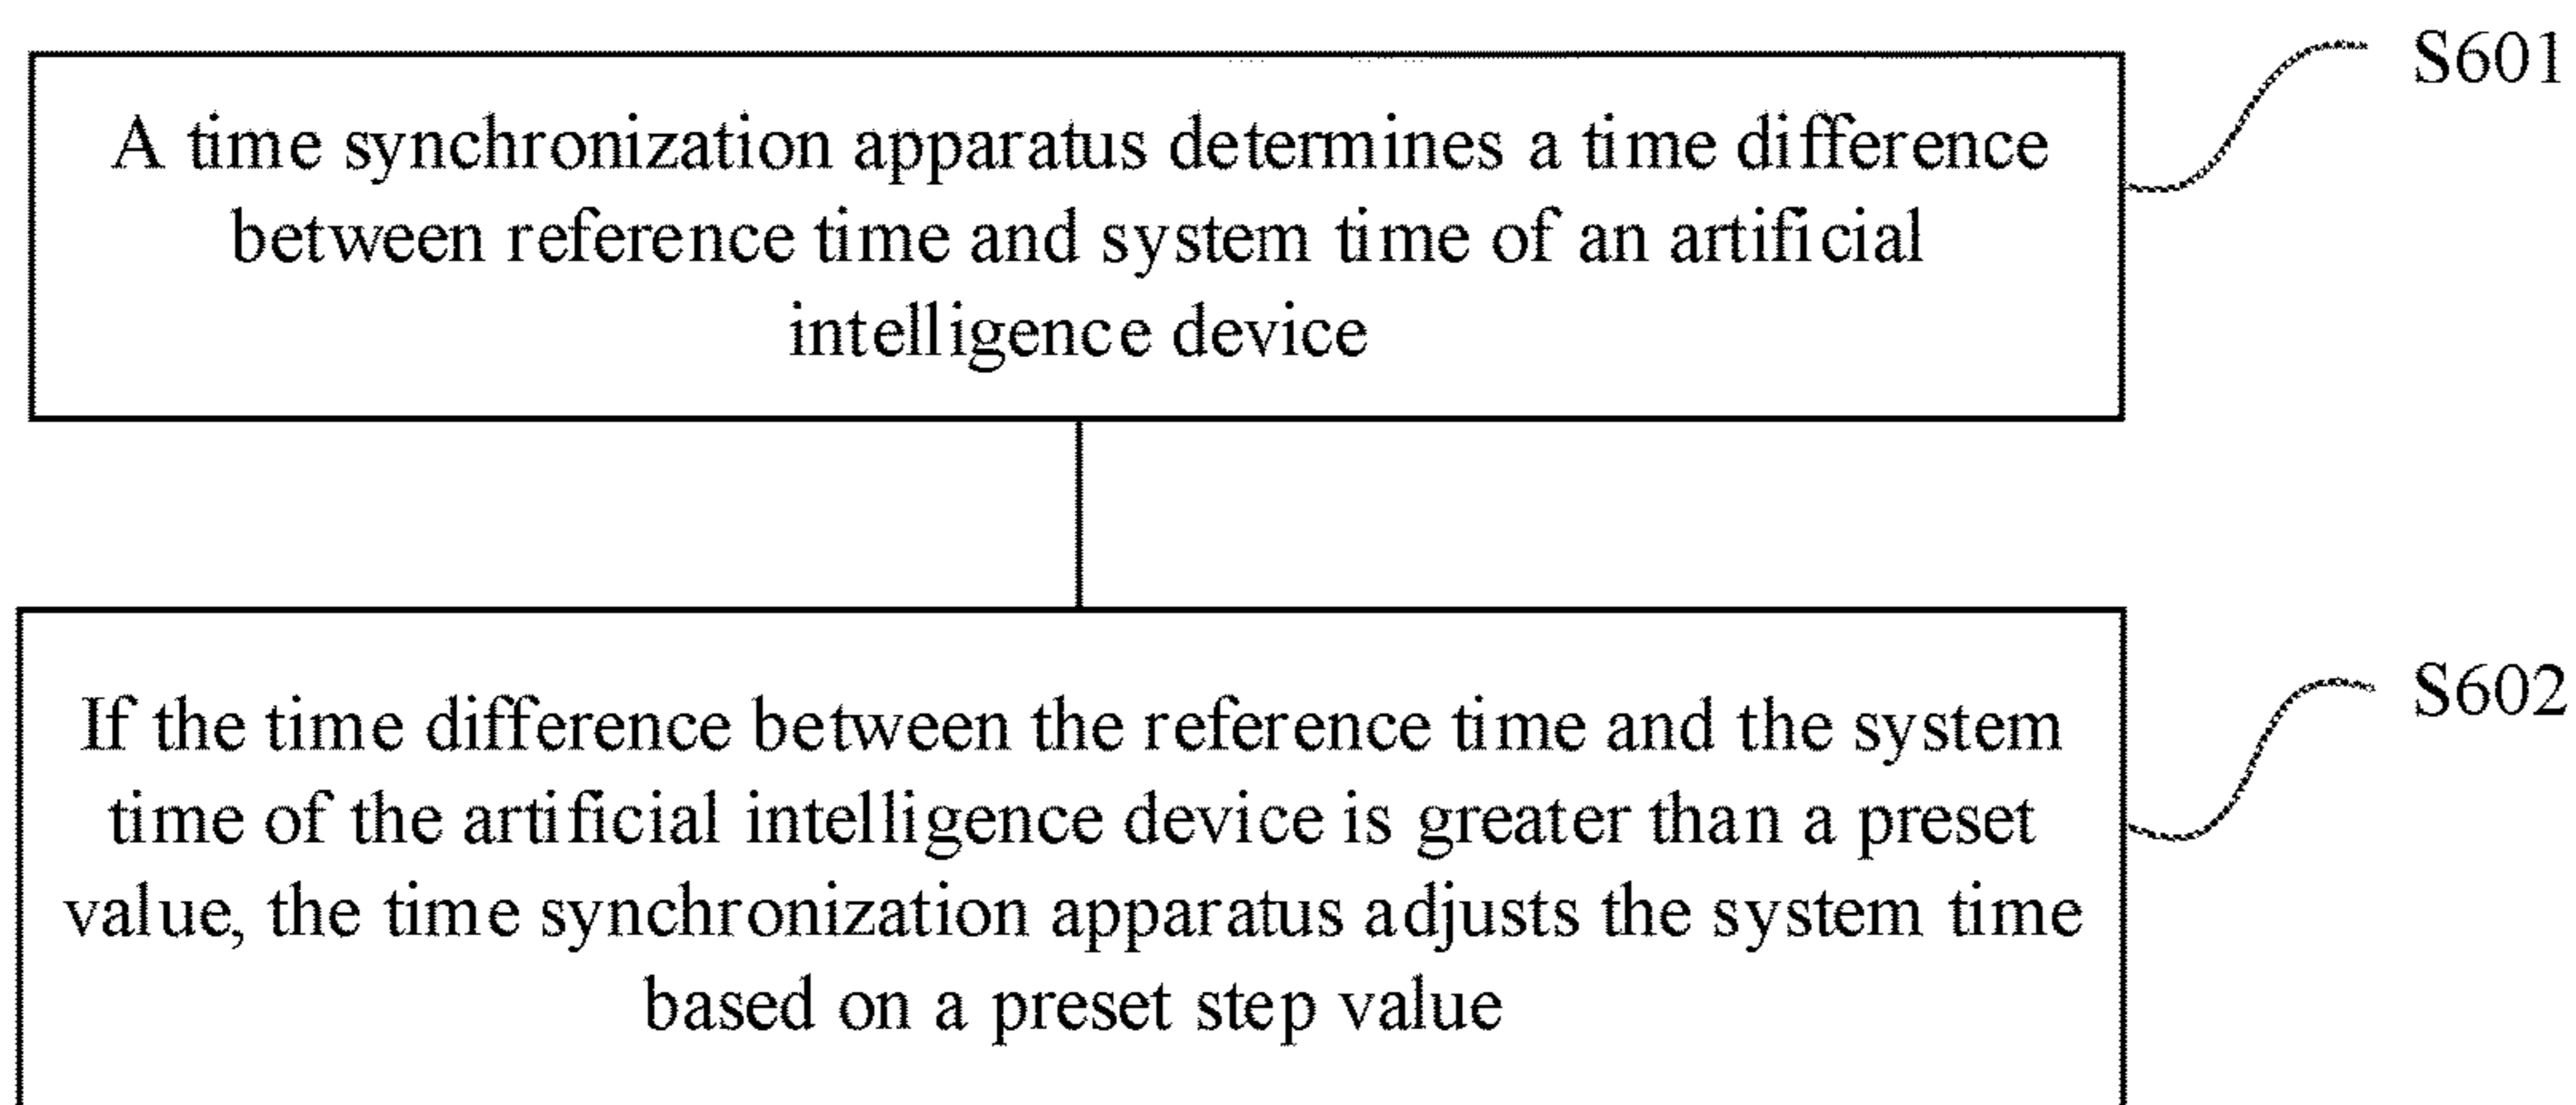 S601
A time synchronization apparatus determines a time difference
between reference time and system time of an artificial
intelligence device
S602
If the time difference between the reference time and the system
time of the artificial intelligence device is greater than a preset
value, the time synchronization apparatus adjusts the system time
based on a preset step value